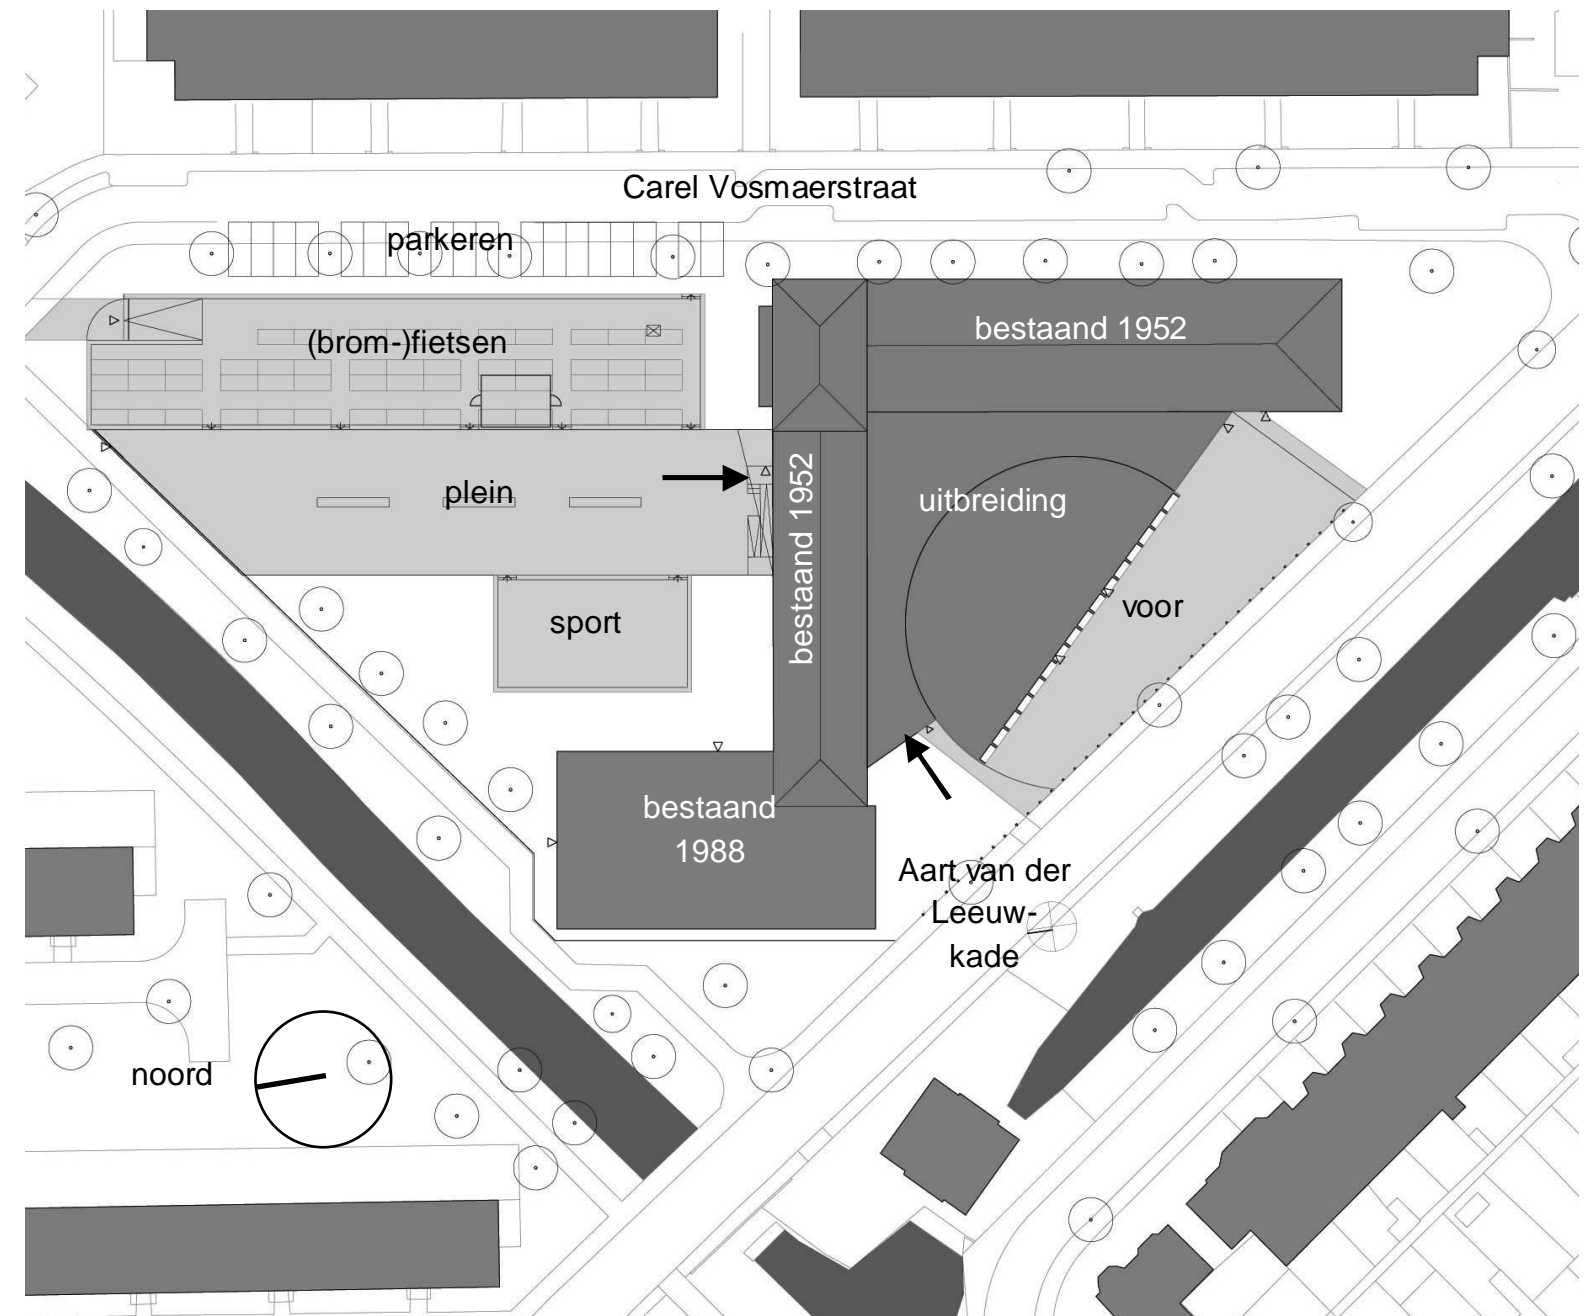 Carel Vosmaerstraat
parkeren
bestaand 1952
(brom-)fietsen
plein
bestaand 1952
uitbreiding
voor
sport
bestaand
1988
Aart van der
Leeuw-
kade
noord